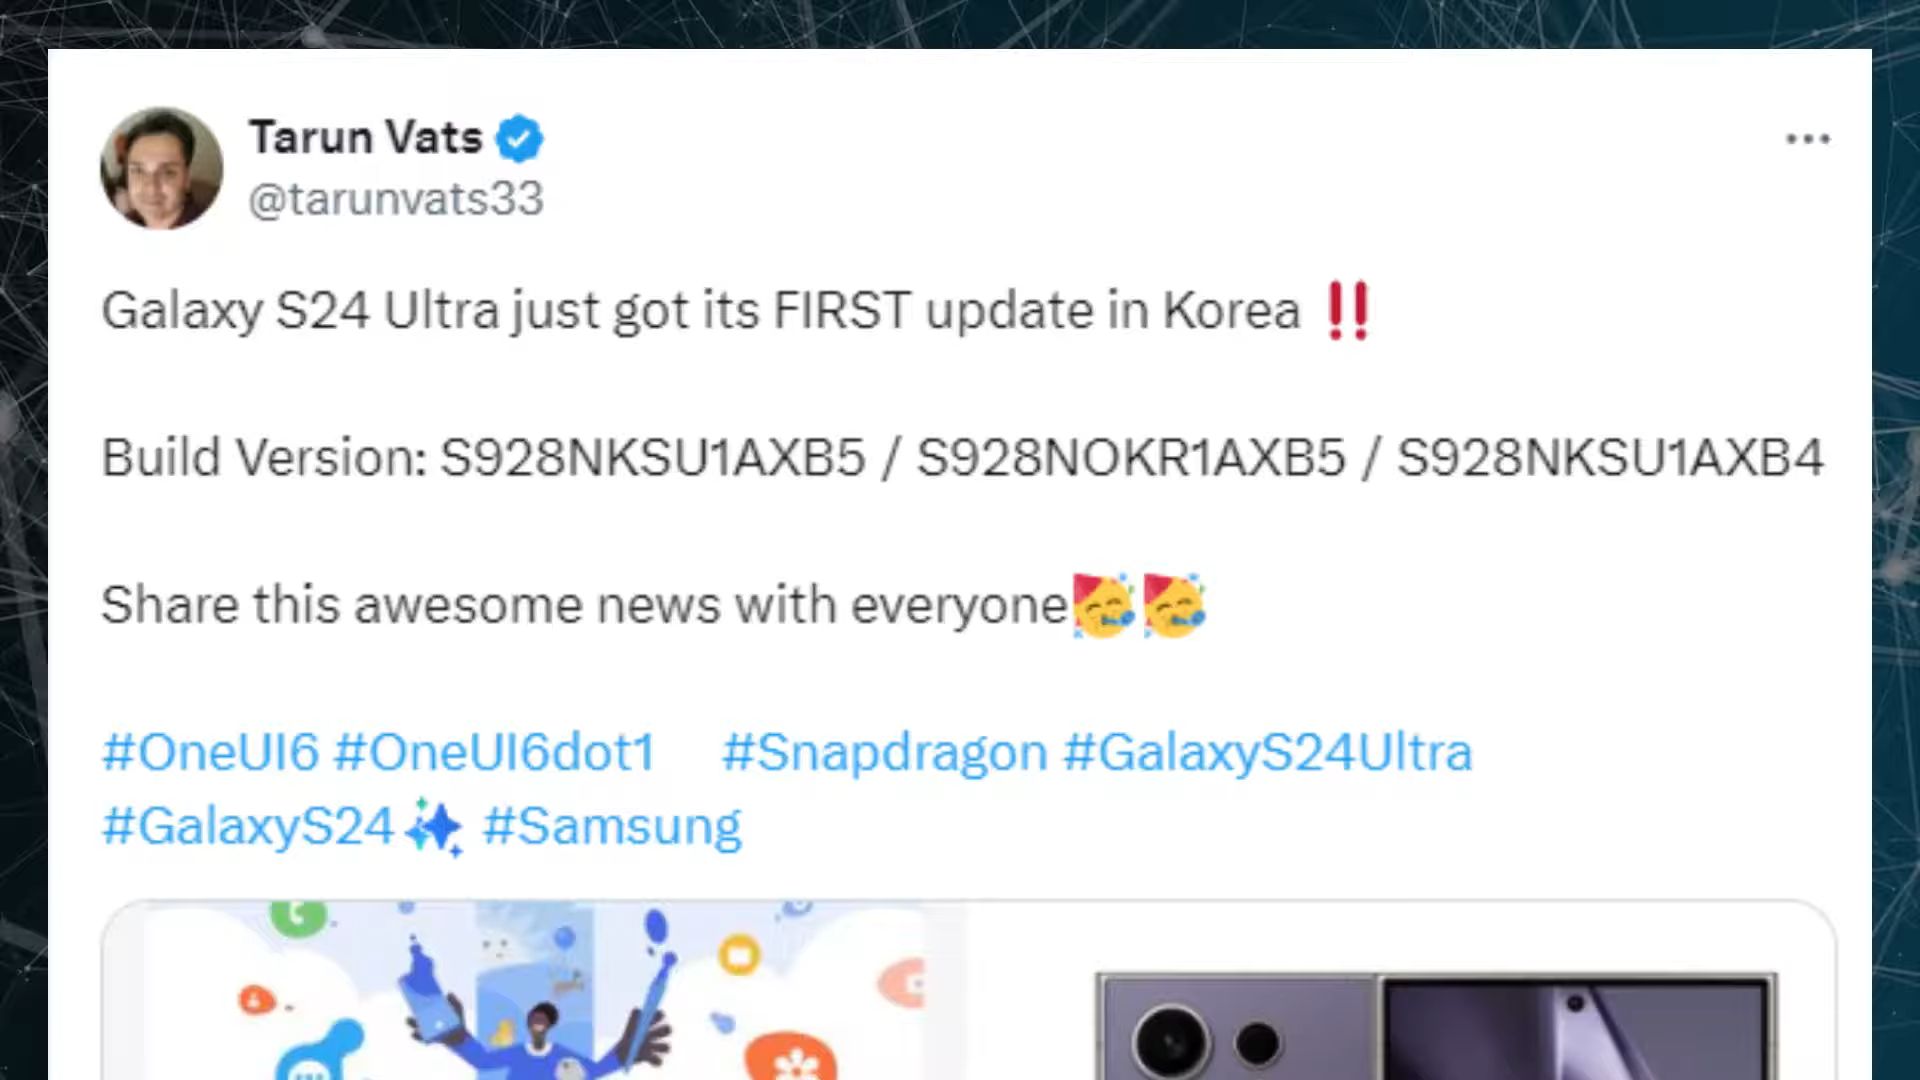 Tarun Vats
@tarunvats33
Galaxy S24 Ultra just got its FIRST update in Korea ‼️
Build Version: S928NKSU1AXB5 / S928NOKR1AXB5 / S928NKSU1AXB4
Share this awesome news with everyone🥳🥳
#OneUI6 #OneUI6dot1 #Snapdragon #GalaxyS24Ultra
#GalaxyS24✨ #Samsung